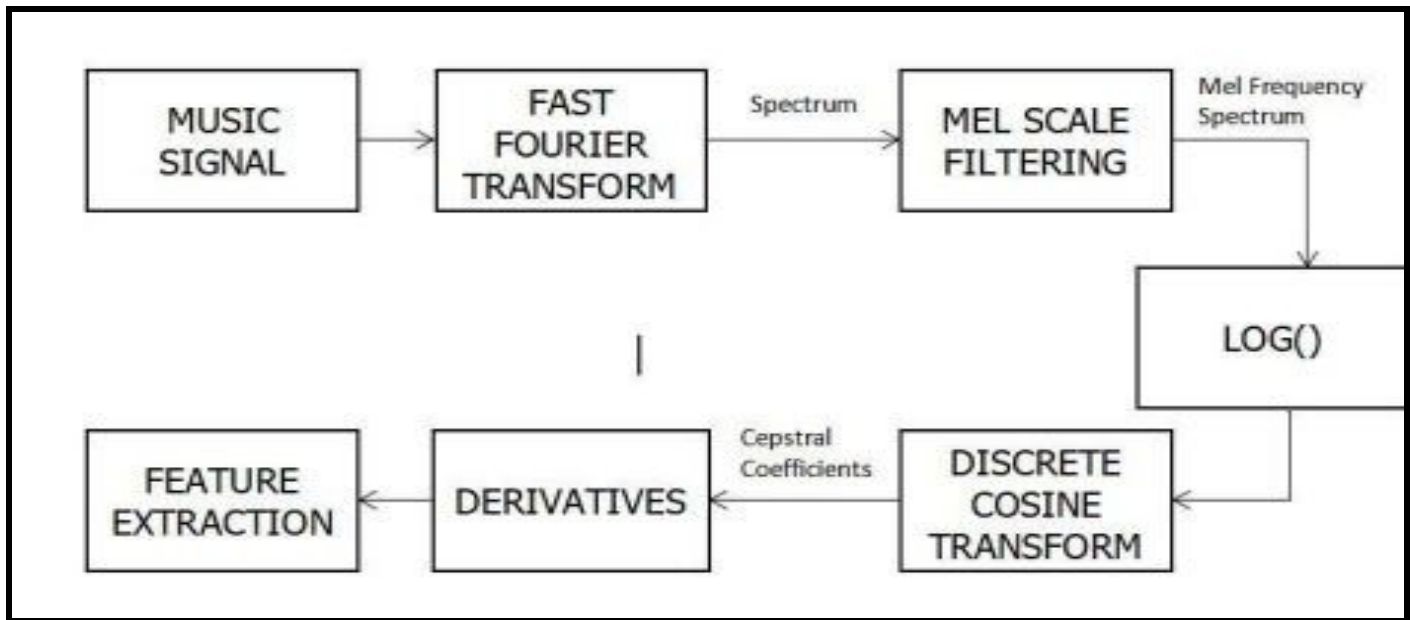 MUSIC
SIGNAL
FAST
FOURIER
TRANSFORM
Spectrum
MEL SCALE
FILTERING
Mel Frequency
Spectrum
LOG()
DISCRETE
COSINE
TRANSFORM
Cepstral
Coefficients
DERIVATIVES
FEATURE
EXTRACTION